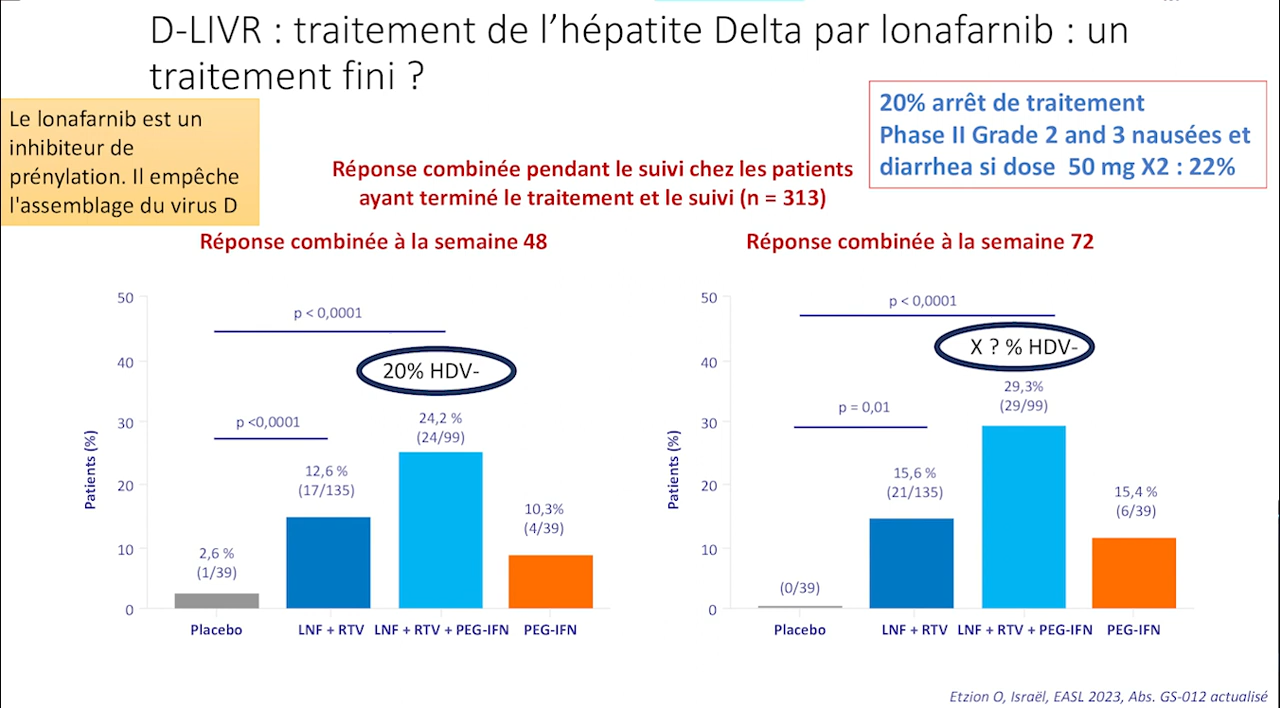 D-LIVR : traitement de l’hépatite Delta par lonafarnib : un
traitement fini ?
Le lonafarnib est un
inhibiteur de
prénylation. Il empêche
l'assemblage du virus D
20% arrêt de traitement
Phase II Grade 2 and 3 nausées et
diarrhea si dose 50 mg X2 : 22%
Réponse combinée pendant le suivi chez les patients
ayant terminé le traitement et le suivi (n = 313)
Réponse combinée à la semaine 48
50
40
30
20
10
0
Patients (%)
p < 0,0001
20% HDV-
p <0,0001
24,2 %
(24/99)
12,6 %
(17/135)
10,3%
(4/39)
2,6 %
(1/39)
Placebo
LNF + RTV
LNF + RTV + PEG-IFN
PEG-IFN
Réponse combinée à la semaine 72
50
40
30
20
10
0
Patients (%)
p < 0,0001
X ? % HDV-
29,3%
(29/99)
p = 0,01
15,6 %
(21/135)
15,4 %
(6/39)
(0/39)
Placebo
LNF + RTV
LNF + RTV + PEG-IFN
PEG-IFN
Etzion O, Israël, EASL 2023, Abs. GS-012 actualisé